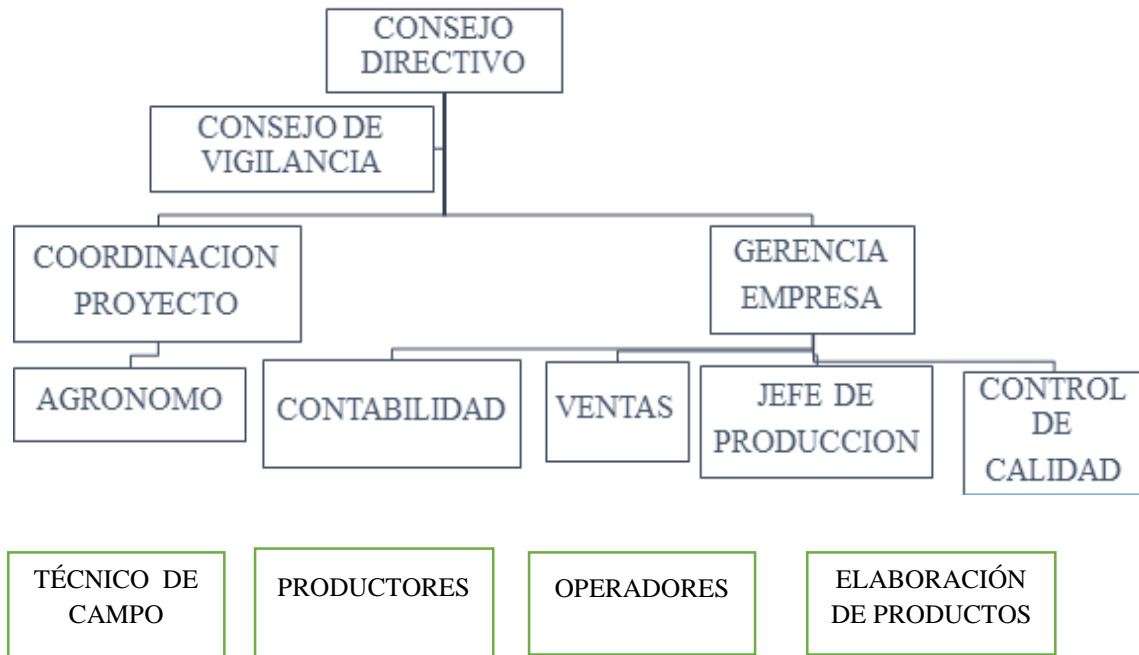 CONSEJO
DIRECTIVO
CONSEJO DE
VIGILANCIA
COORDINACION
PROYECTO
GERENCIA
EMPRESA
AGRONOMO
CONTABILIDAD
VENTAS
JEFE DE
PRODUCCION
CONTROL
DE
CALIDAD
TÉCNICO DE
CAMPO
PRODUCTORES
OPERADORES
ELABORACIÓN
DE PRODUCTOS